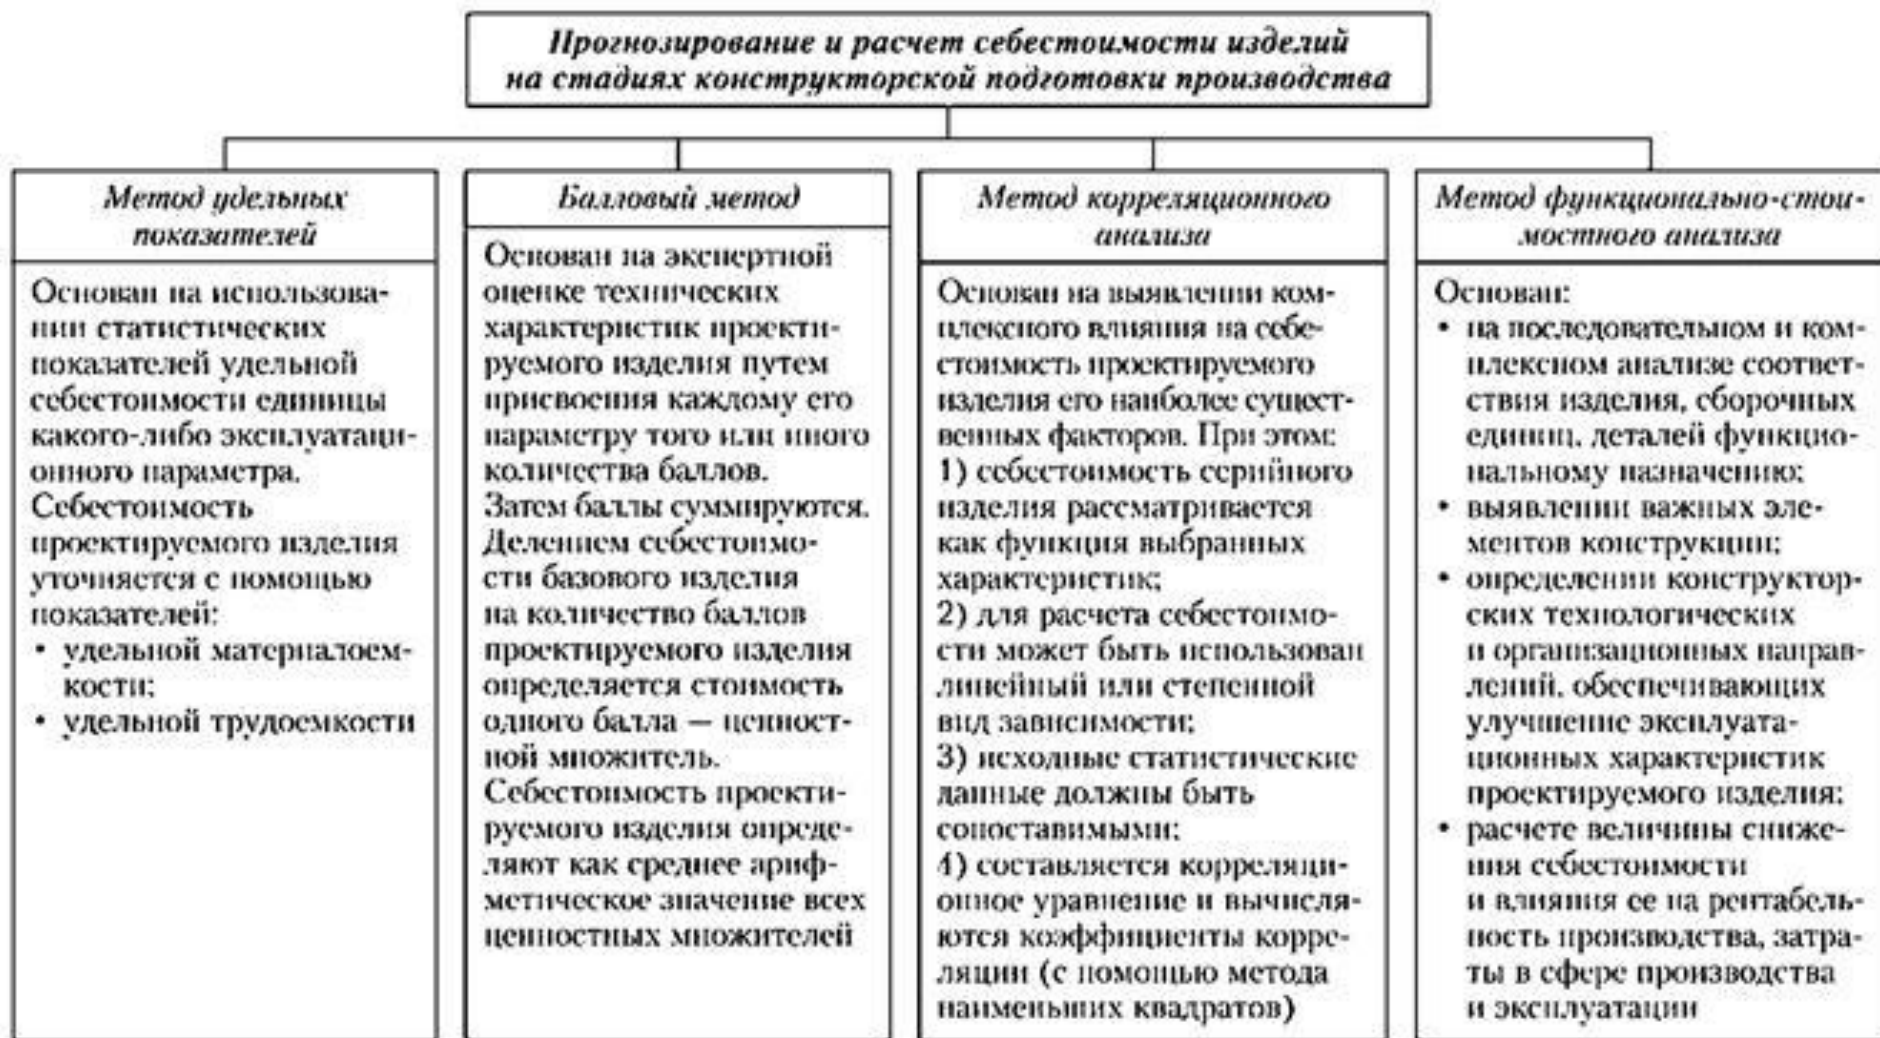 Прогнозирование и расчет себестоимости изделий
на стадиях конструкторской подготовки производства
Метод удельных
показателей
Основан на использова-
нии статистических
показателей удельной
себестоимости единицы
какого-либо эксплуатаци-
онного параметра.
Себестоимость
проектируемого изделия
уточняется с помощью
показателей:
• удельной материалоем-
кости;
• удельной трудоемкости
Балловый метод
Основан на экспертной
оценке технических
характеристик проекти-
руемого изделия путем
присвоения каждому его
параметру того или иного
количества баллов.
Затем баллы суммируются.
Делением себестоимо-
сти базового изделия
на количество баллов
проектируемого изделия
определяется стоимость
одного балла — ценност-
ной множитель.
Себестоимость проекти-
руемого изделия опреде-
ляют как среднее ариф-
метическое значение всех
ценностных множителей
Метод корреляционного
анализа
Основан на выявлении ком-
плексного влияния на себе-
стоимость проектируемого
изделия его наиболее сущест-
венных факторов. При этом:
1) себестоимость серийного
изделия рассматривается
как функция выбранных
характеристик;
2) для расчета себестоимо-
сти может быть использован
линейный или степенной
вид зависимости;
3) исходные статистические
данные должны быть
сопоставимыми;
4) составляется корреляци-
онное уравнение и вычисля-
ются коэффициенты корре-
ляции (с помощью метода
наименьших квадратов)
Метод функционально-стои-
мостного анализа
Основан:
• на последовательном и ком-
плексном анализе соответ-
ствия изделия, сборочных
единиц, деталей функцио-
нальному назначению;
• выявлении важных эле-
ментов конструкции;
• определении конструктор-
ских технологических
и организационных направ-
лений, обеспечивающих
улучшение эксплуата-
ционных характеристик
проектируемого изделия;
• расчете величины сниже-
ния себестоимости
и влияния ее на рентабель-
ность производства, затра-
ты в сфере производства
и эксплуатации